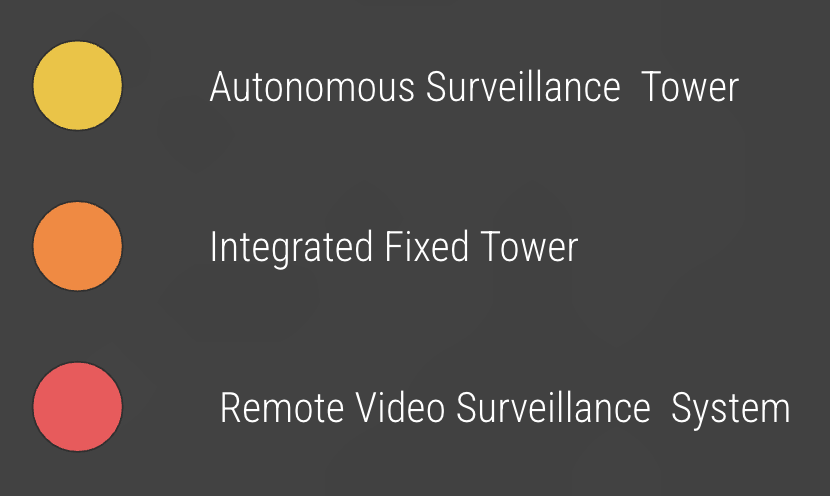 Autonomous Surveillance  Tower
Integrated Fixed Tower
Remote Video Surveillance  System